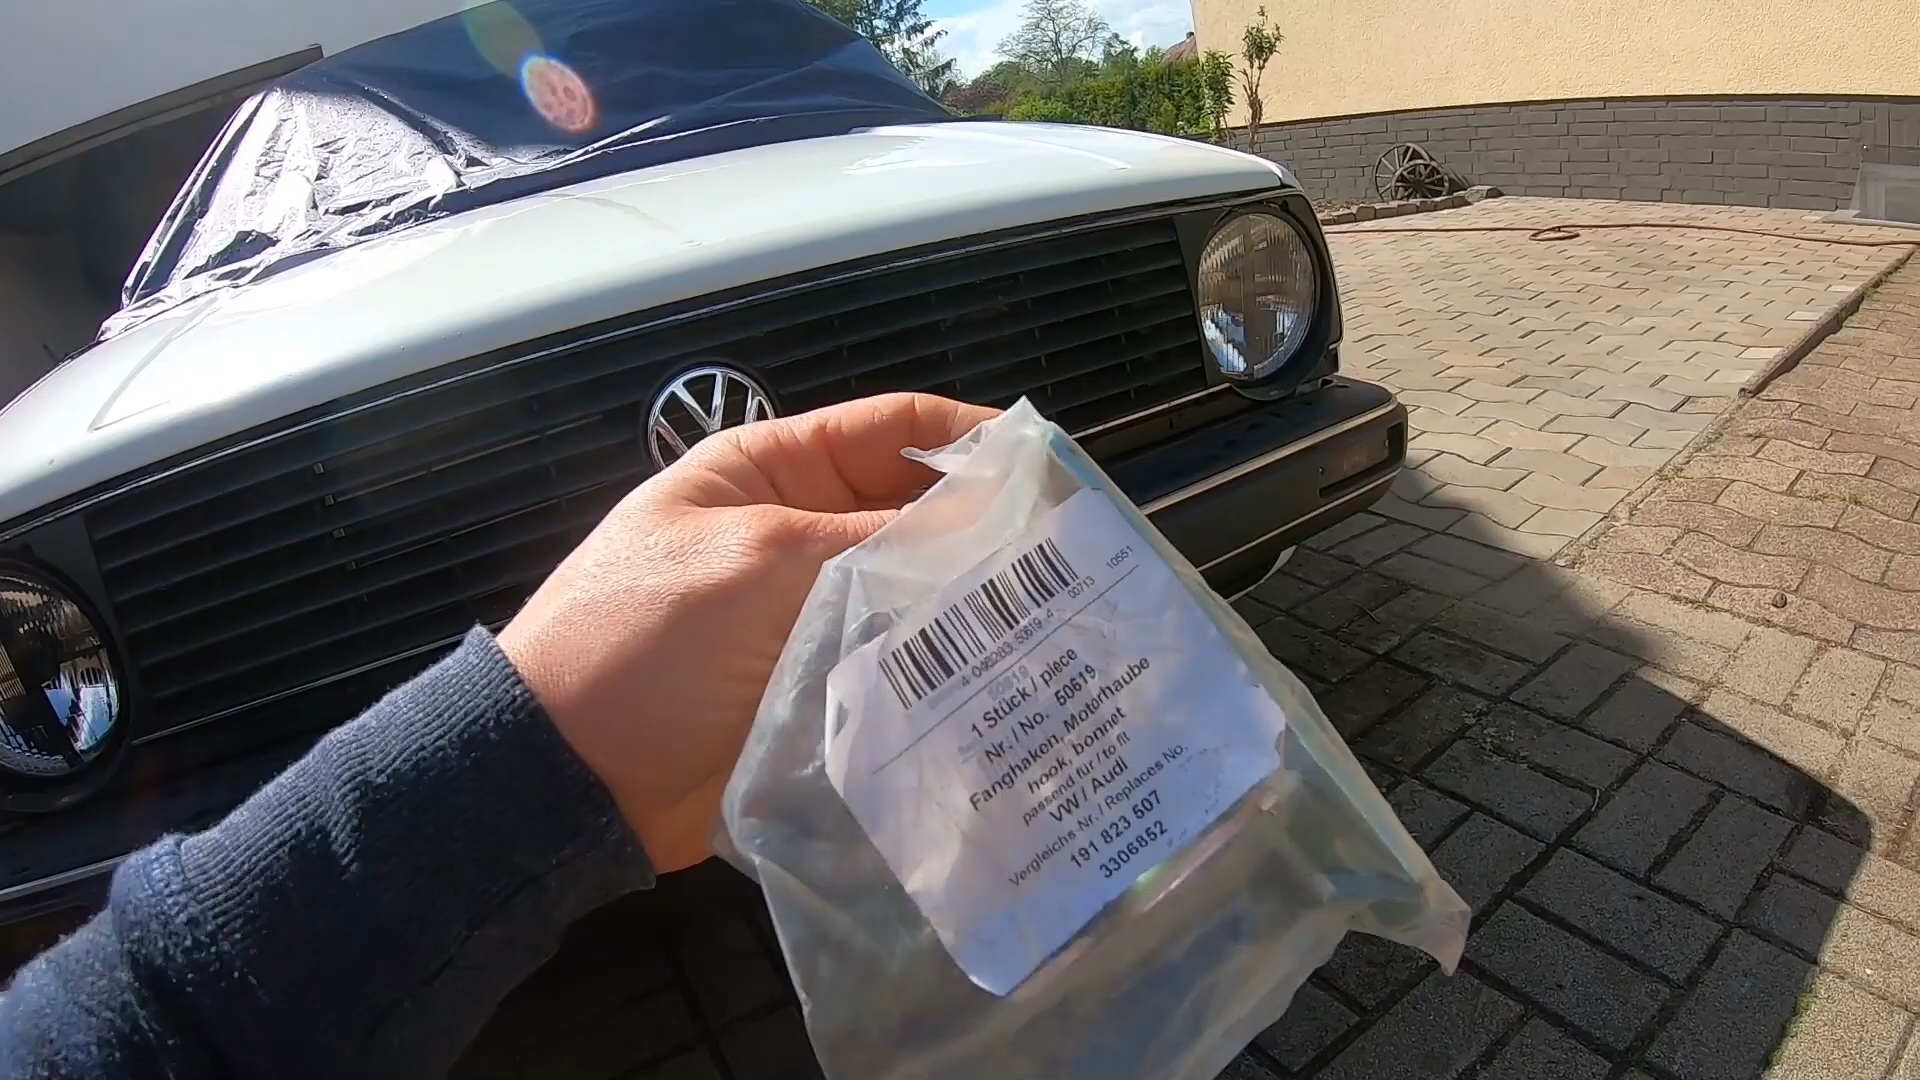 4 046283 50619 4
00713
10551
50619
1 Stück / piece
Nr. / No. 50619
Fanghaken, Motorhaube
hook, bonnet
passend für / to fit
VW / Audi
Vergleichs-Nr. / Replaces No.
191 823 507
3306852